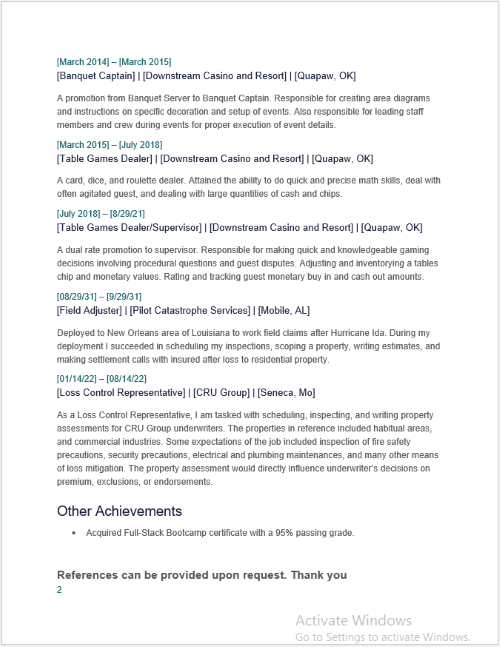 [March 2014] – [March 2015]
[Banquet Captain] | [Downstream Casino and Resort] | [Quapaw, OK]
A promotion from Banquet Server to Banquet Captain. Responsible for creating area diagrams
and instructions on specific decoration and setup of events. Also responsible for leading staff
members and crew during events for proper execution of event details.
[March 2015] – [July 2018]
[Table Games Dealer] | [Downstream Casino and Resort] | [Quapaw, OK]
A card, dice, and roulette dealer. Attained the ability to do quick and precise math skills, deal with
often agitated guest, and dealing with large quantities of cash and chips.
[July 2018] – [8/29/21]
[Table Games Dealer/Supervisor] | [Downstream Casino and Resort] | [Quapaw, OK]
A dual rate promotion to supervisor. Responsible for making quick and knowledgeable gaming
decisions involving procedural questions and guest disputes. Adjusting and inventorying a tables
chip and monetary values. Rating and tracking guest monetary buy in and cash out amounts.
[08/29/31] – [9/29/31]
[Field Adjuster] | [Pilot Catastrophe Services] | [Mobile, AL]
Deployed to New Orleans area of Louisiana to work field claims after Hurricane Ida. During my
deployment I succeeded in scheduling my inspections, scoping a property, writing estimates, and
making settlement calls with insured after loss to residential property.
[01/14/22] – [08/14/22]
[Loss Control Representative] | [CRU Group] | [Seneca, Mo]
As a Loss Control Representative, I am tasked with scheduling, inspecting, and writing property
assessments for CRU Group underwriters. The properties in reference included habitual areas,
and commercial industries. Some expectations of the job included inspection of fire safety
precautions, security precautions, electrical and plumbing maintenances, and many other means
of loss mitigation. The property assessment would directly influence underwriter's decisions on
premium, exclusions, or endorsements.
Other Achievements
• Acquired Full-Stack Bootcamp certificate with a 95% passing grade.
References can be provided upon request. Thank you
2
Activate Windows
Go to Settings to activate Windows.